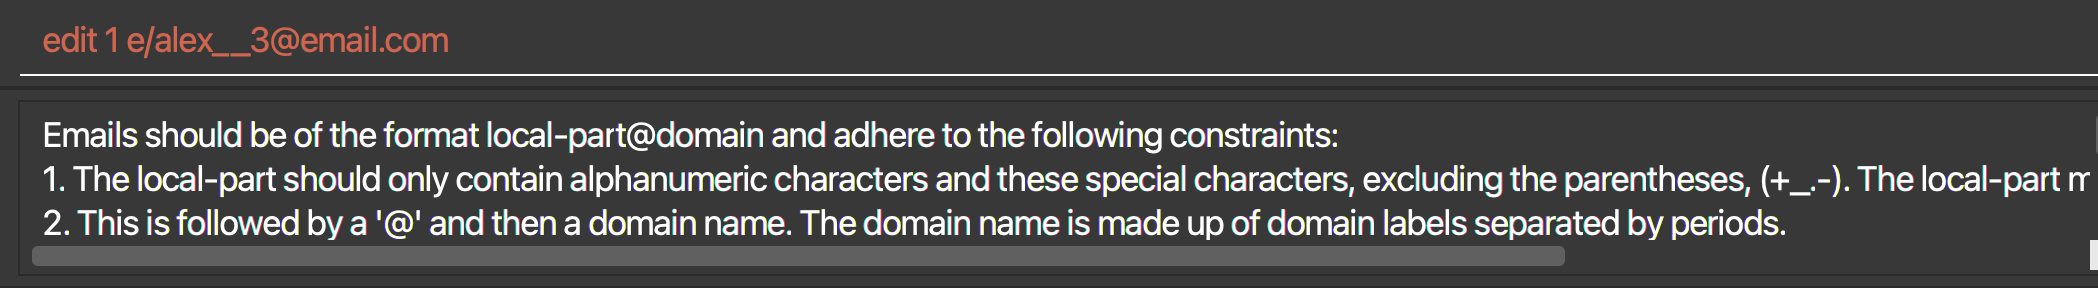 edit 1 e/alex__3@email.com
Emails should be of the format local-part@domain and adhere to the following constraints:
1. The local-part should only contain alphanumeric characters and these special characters, excluding the parentheses, (+_.-). The local-part
2. This is followed by a '@' and then a domain name. The domain name is made up of domain labels separated by periods.